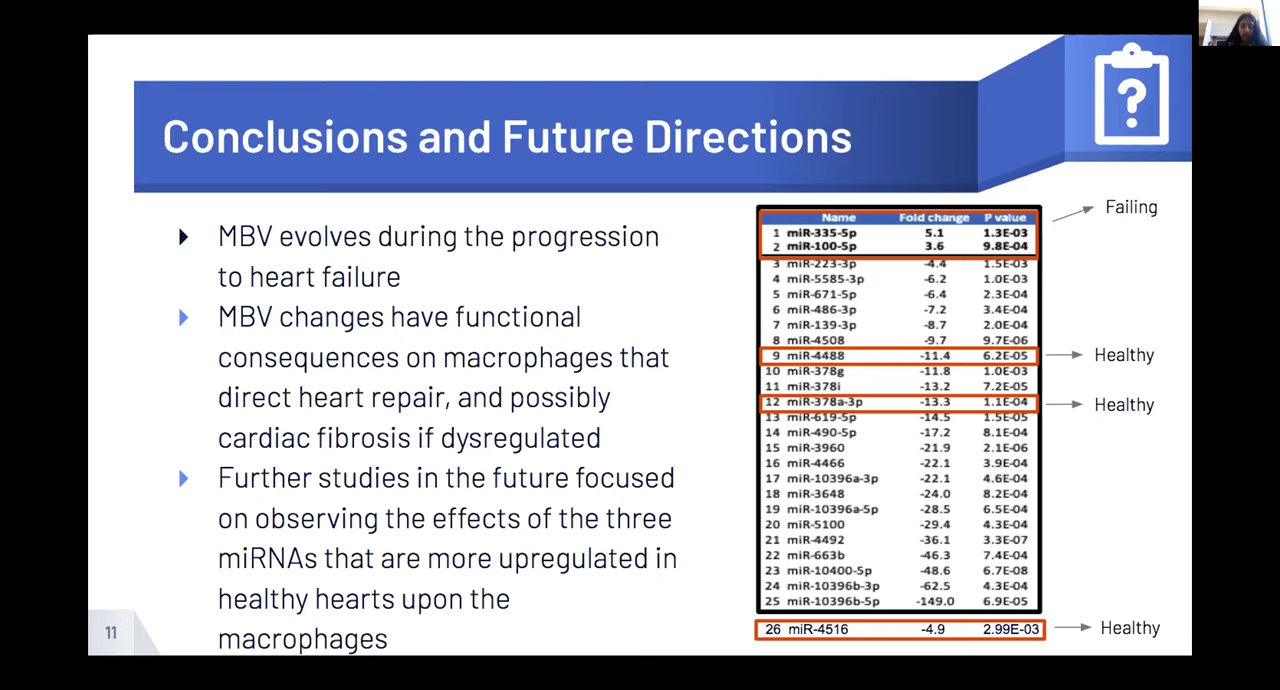 Conclusions and Future Directions
MBV evolves during the progression
to heart failure
MBV changes have functional
consequences on macrophages that
direct heart repair, and possibly
cardiac fibrosis if dysregulated
Further studies in the future focused
on observing the effects of the three
miRNAs that are more upregulated in
healthy hearts upon the
macrophages
11
Name Fold change P value
1 miR-335-5p 5.1 1.3E-03
2 miR-100-5p 3.6 9.8E-04
3 miR-223-3p -4.4 1.5E-03
4 miR-5585-3p -6.2 1.0E-03
5 miR-671-5p -6.4 2.3E-04
6 miR-486-3p -7.2 3.4E-04
7 miR-139-3p -8.7 2.0E-04
8 miR-4508 -9.7 9.7E-06
9 miR-4488 -11.4 6.2E-05
10 miR-378g -11.8 1.0E-03
11 miR-378i -13.2 7.2E-05
12 miR-378a-3p -13.3 1.1E-04
13 miR-619-5p -14.5 1.5E-05
14 miR-490-5p -17.2 8.1E-04
15 miR-3960 -21.9 2.1E-06
16 miR-4466 -22.1 3.9E-04
17 miR-10396a-3p -22.1 4.6E-04
18 miR-3648 -24.0 8.2E-04
19 miR-10396a-5p -28.5 6.5E-04
20 miR-5100 -29.4 4.3E-04
21 miR-4492 -36.1 3.3E-07
22 miR-663b -46.3 7.4E-04
23 miR-10400-5p -48.6 6.7E-08
24 miR-10396b-3p -62.5 4.3E-04
25 miR-10396b-5p -149.0 6.9E-05
26 miR-4516 -4.9 2.99E-03
Failing
Healthy
Healthy
Healthy